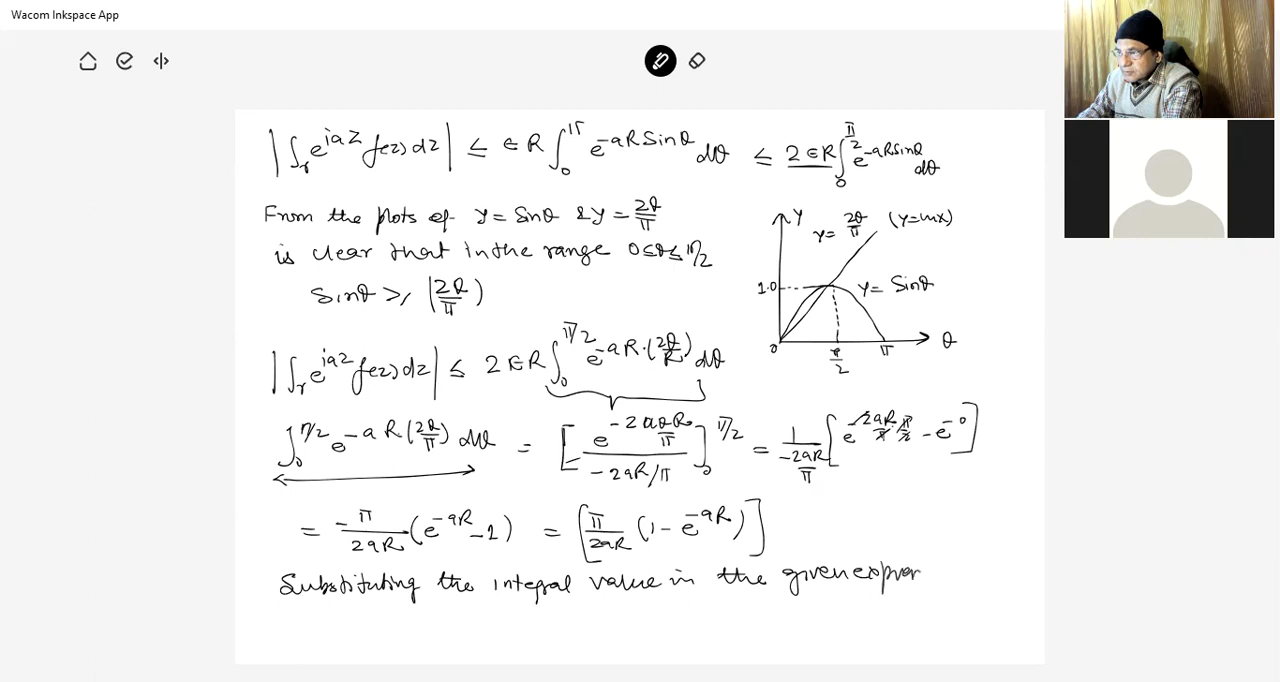 Wacom Inkspace App
|∫_r e^{iaz} f(z) dz| ≤ ∈R ∫_0^π e^{-aR Sinθ} dθ ≤ 2∈R ∫_0^{π/2} e^{-aR sinθ} dθ
From the plots of y = Sinθ & y = 2θ/π
is clear that in the range 0≤θ≤π/2
Sinθ ≥ (2θ/π)
Y
y = 2θ/π (y=mx)
1.0
y = Sinθ
0 π/2 π θ
|∫_r e^{iaz} f(z) dz| ≤ 2∈R ∫_0^{π/2} e^{-aR·(2θ/π)} dθ
∫_0^{π/2} e^{-aR(2θ/π)} dθ = [e^{-2aθR/π} / (-2aR/π)]_0^{π/2} = 1/(-2aR/π) [e^{-2aR/π π/2} - e^{-0}]
= -π/2aR (e^{-aR} - 1) = [π/2aR (1 - e^{-aR})]
Substituting the integral value in the given expr